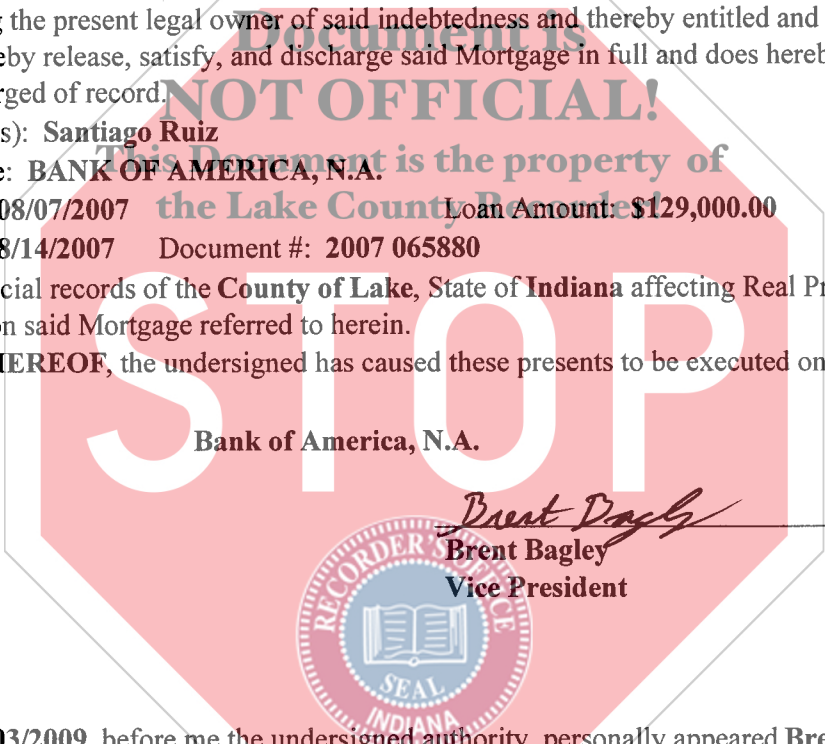 g the present legal owner of said indebtedness and thereby entitled and
Document is
eby release, satisfy, and discharge said Mortgage in full and does hereb
rged of record.
NOT OFFICIAL!
s): Santiago Ruiz
This Document is the property of
e: BANK OF AMERICA, N.A.
the Lake County Recorder!
08/07/2007 Loan Amount: $129,000.00
8/14/2007 Document #: 2007 065880
cial records of the County of Lake, State of Indiana affecting Real Pr
n said Mortgage referred to herein.
HEREOF, the undersigned has caused these presents to be executed on
STOP
Bank of America, N.A.
Brent Bagley
Brent Bagley
Vice President
RECORDER'S OFFICE
SEAL
INDIANA
03/2009, before me the undersigned authority, personally appeared Bre